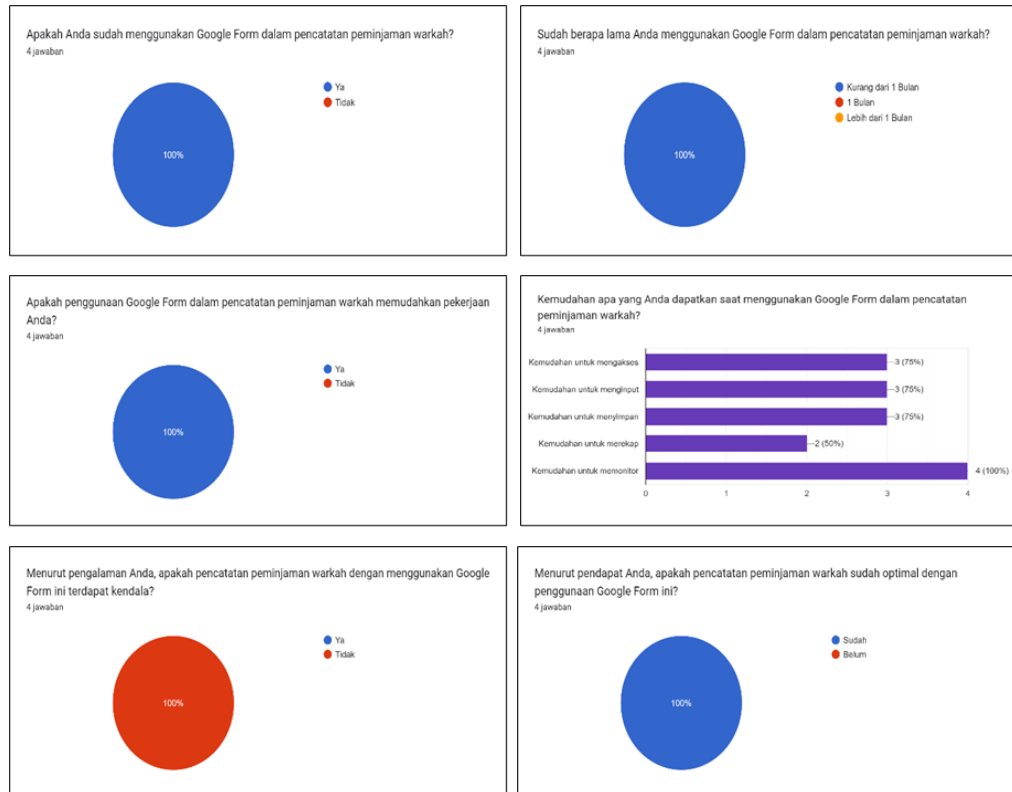 Apakah Anda sudah menggunakan Google Form dalam pencatatan peminjaman warkah?
4 jawaban
Ya
Tidak
100%
Sudah berapa lama Anda menggunakan Google Form dalam pencatatan peminjaman warkah?
4 jawaban
Kurang dari 1 Bulan
1 Bulan
Lebih dari 1 Bulan
100%
Apakah penggunaan Google Form dalam pencatatan peminjaman warkah memudahkan pekerjaan
Anda?
4 jawaban
Ya
Tidak
100%
Kemudahan apa yang Anda dapatkan saat menggunakan Google Form dalam pencatatan
peminjaman warkah?
4 jawaban
Kemudahan untuk mengakses 3 (75%)
Kemudahan untuk menginput 3 (75%)
Kemudahan untuk menyimpan 3 (75%)
Kemudahan untuk merekap 2 (50%)
Kemudahan untuk memonitor 4 (100%)
0 1 2 3 4
Menurut pengalaman Anda, apakah pencatatan peminjaman warkah dengan menggunakan Google
Form ini terdapat kendala?
4 jawaban
Ya
Tidak
100%
Menurut pendapat Anda, apakah pencatatan peminjaman warkah sudah optimal dengan
penggunaan Google Form ini?
4 jawaban
Sudah
Belum
100%